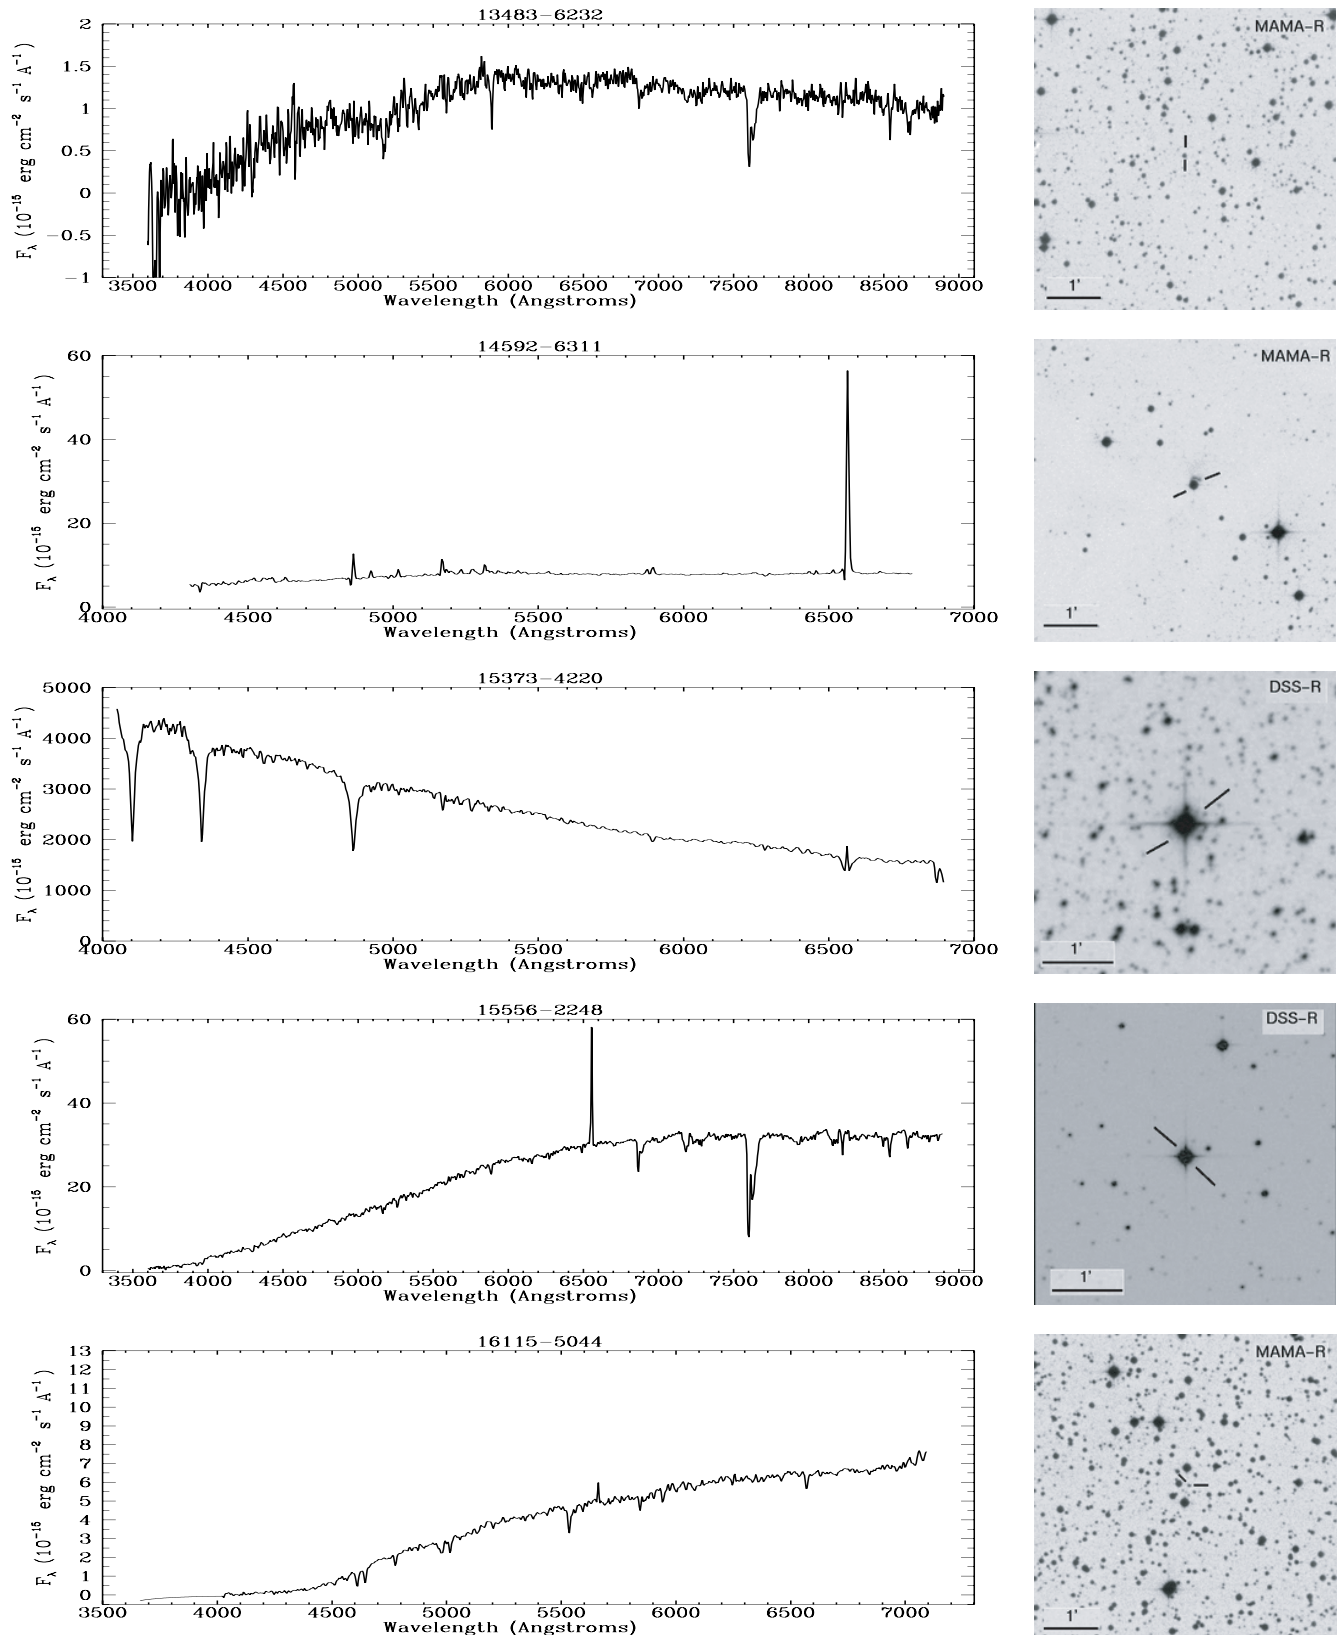 13483−6232
2
1.5
1
0.5
0
−0.5
−1
F_λ (10⁻¹⁵ erg cm⁻² s⁻¹ A⁻¹)
3500 4000 4500 5000 5500 6000 6500 7000 7500 8000 8500 9000
Wavelength (Angstroms)
MAMA-R
1'
14592−6311
60
40
20
0
F_λ (10⁻¹⁵ erg cm⁻² s⁻¹ A⁻¹)
4000 4500 5000 5500 6000 6500 7000
Wavelength (Angstroms)
MAMA-R
1'
15373−4220
5000
4000
3000
2000
1000
0
F_λ (10⁻¹⁵ erg cm⁻² s⁻¹ A⁻¹)
4000 4500 5000 5500 6000 6500 7000
Wavelength (Angstroms)
DSS-R
1'
15556−2248
60
40
20
0
F_λ (10⁻¹⁵ erg cm⁻² s⁻¹ A⁻¹)
3500 4000 4500 5000 5500 6000 6500 7000 7500 8000 8500 9000
Wavelength (Angstroms)
DSS-R
1'
16115−5044
13
12
11
10
9
8
7
6
5
4
3
2
1
0
F_λ (10⁻¹⁵ erg cm⁻² s⁻¹ A⁻¹)
3500 4000 4500 5000 5500 6000 6500 7000
Wavelength (Angstroms)
MAMA-R
1'